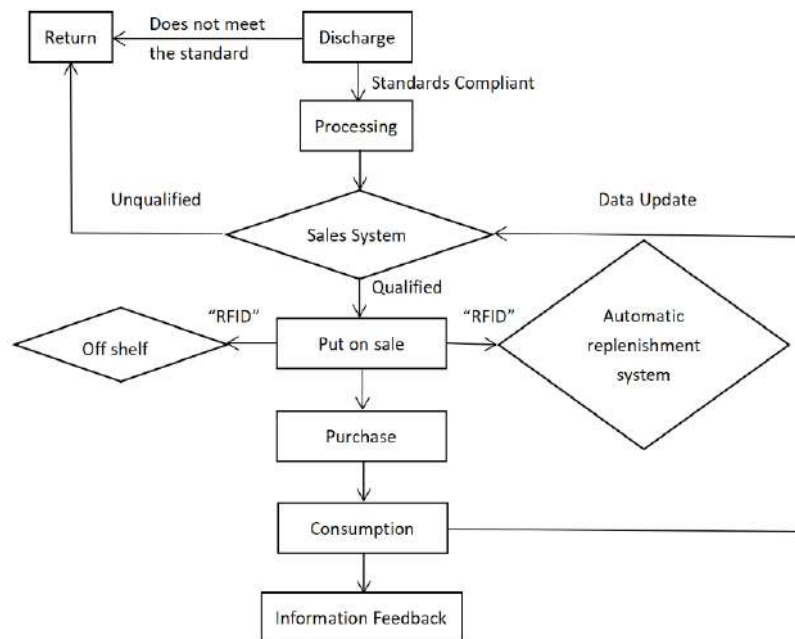 Return
Does not meet
the standard
Discharge
Standards Compliant
Processing
Unqualified
Sales System
Data Update
Qualified
Off shelf
“RFID”
Put on sale
“RFID”
Automatic
replenishment
system
Purchase
Consumption
Information Feedback